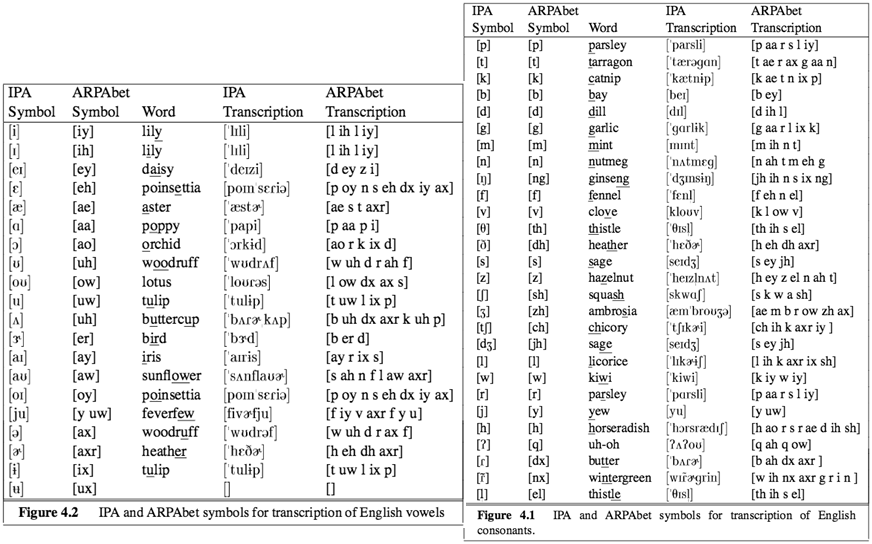 IPA ARPAbet IPA ARPAbet
Symbol Symbol Word Transcription Transcription
[i] [iy] lily [ˈlɪli] [l ih l iy]
[ɪ] [ih] lily [ˈlɪli] [l ih l iy]
[eɪ] [ey] daisy [ˈdeɪzi] [d ey z i]
[ɛ] [eh] poinsettia [pɔɪnˈsɛriə] [p oy n s eh dx iy ax]
[æ] [ae] aster [ˈæstɚ] [ae s t axr]
[ɑ] [aa] poppy [ˈpɑpi] [p aa p i]
[ɔ] [ao] orchid [ˈɔrkɨd] [ao r k ix d]
[ʊ] [uh] woodruff [ˈwʊdrʌf] [w uh d r ah f]
[oʊ] [ow] lotus [ˈloʊɾəs] [l ow dx ax s]
[u] [uw] tulip [ˈtulɨp] [t uw l ix p]
[ʌ] [uh] buttercup [ˈbʌɾɚˌkʌp] [b uh dx axr k uh p]
[ɝ] [er] bird [ˈbɝd] [b er d]
[aɪ] [ay] iris [ˈaɪrɨs] [ay r ix s]
[aʊ] [aw] sunflower [ˈsʌnflaʊɚ] [s ah n f l aw axr]
[oɪ] [oy] poinsettia [pɔɪnˈsɛriə] [p oy n s eh dx iy ax]
[ju] [y uw] feverfew [fivɚfju] [f iy v axr f y u]
[ə] [ax] woodruff [ˈwʊdrəf] [w uh d r ax f]
[ɚ] [axr] heather [ˈhɛðɚ] [h eh dh axr]
[ɨ] [ix] tulip [ˈtulɨp] [t uw l ix p]
[ʉ] [ux] [] []
Figure 4.2 IPA and ARPAbet symbols for transcription of English vowels
IPA ARPAbet IPA ARPAbet
Symbol Symbol Word Transcription Transcription
[p] [p] parsley [ˈpɑrsli] [p aa r s l iy]
[t] [t] tarragon [ˈtærəgɑn] [t ae r ax g aa n]
[k] [k] catnip [ˈkætnɨp] [k ae t n ix p]
[b] [b] bay [beɪ] [b ey]
[d] [d] dill [dɪl] [d ih l]
[g] [g] garlic [ˈgɑrlɨk] [g aa r l ix k]
[m] [m] mint [mɪnt] [m ih n t]
[n] [n] nutmeg [ˈnʌtmɛg] [n ah t m eh g]
[ŋ] [ng] ginseng [ˈdʒɪnsɨŋ] [jh ih n s ix ng]
[f] [f] fennel [ˈfɛnl̩] [f eh n el]
[v] [v] clove [kloʊv] [k l ow v]
[θ] [th] thistle [ˈθɪsl̩] [th ih s el]
[ð] [dh] heather [ˈhɛðɚ] [h eh dh axr]
[s] [s] sage [seɪdʒ] [s ey jh]
[z] [z] hazelnut [ˈheɪzl̩nʌt] [h ey z el n ah t]
[ʃ] [sh] squash [skwɑʃ] [s k w a sh]
[ʒ] [zh] ambrosia [æmˈbroʊʒə] [ae m b r ow zh ax]
[tʃ] [ch] chicory [ˈtʃɪkɚi] [ch ih k axr iy ]
[dʒ] [jh] sage [seɪdʒ] [s ey jh]
[l] [l] licorice [ˈlɪkɚɨʃ] [l ih k axr ix sh]
[w] [w] kiwi [ˈkiwi] [k iy w iy]
[r] [r] parsley [ˈpɑrsli] [p aa r s l iy]
[j] [y] yew [yu] [y uw]
[h] [h] horseradish [ˈhɔrsrædɪʃ] [h ao r s r ae d ih sh]
[ʔ] [q] uh-oh [ʔʌʔoʊ] [q ah q ow]
[ɾ] [dx] butter [ˈbʌɾɚ] [b ah dx axr ]
[ɾ̃] [nx] wintergreen [wɪɾ̃ɚgrin] [w ih nx axr g r i n ]
[l̩] [el] thistle [ˈθɪsl̩] [th ih s el]
Figure 4.1 IPA and ARPAbet symbols for transcription of English
consonants.